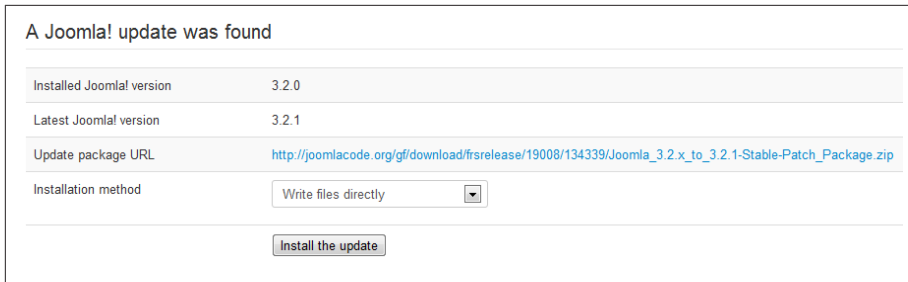 A Joomla! update was found
Installed Joomla! version 3.2.0
Latest Joomla! version 3.2.1
Update package URL http://joomlacode.org/gf/download/frsrelease/19008/134339/Joomla_3.2.x_to_3.2.1-Stable-Patch_Package.zip
Installation method Write files directly
Install the update